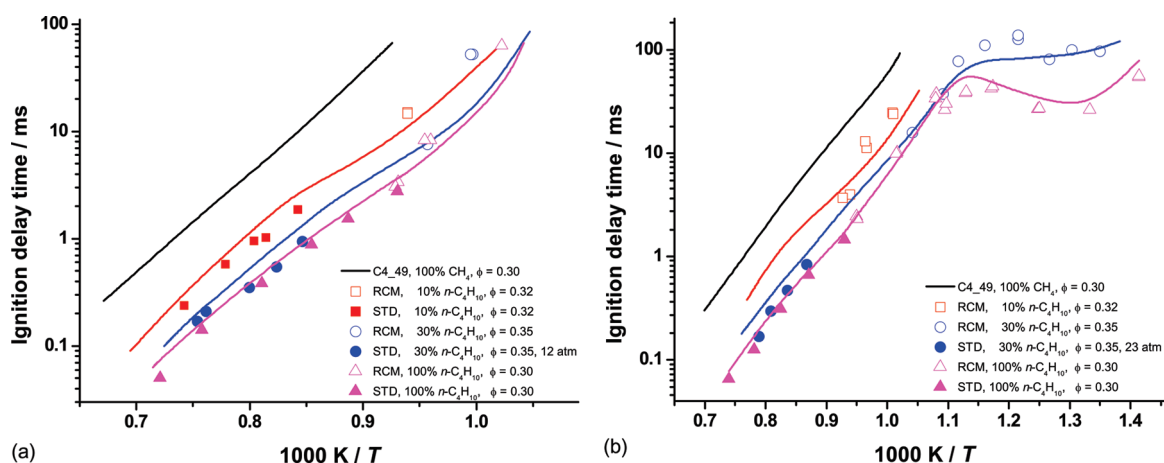 100
10
1
0.1
Ignition delay time / ms
C4_49, 100% CH₄, ϕ = 0.30
RCM, 10% n-C₄H₁₀, ϕ = 0.32
STD, 10% n-C₄H₁₀, ϕ = 0.32
RCM, 30% n-C₄H₁₀, ϕ = 0.35
STD, 30% n-C₄H₁₀, ϕ = 0.35, 12 atm
RCM, 100% n-C₄H₁₀, ϕ = 0.30
STD, 100% n-C₄H₁₀, ϕ = 0.30
0.7 0.8 0.9 1.0
1000 K / T
(a)
100
10
1
0.1
Ignition delay time / ms
C4_49, 100% CH₄, ϕ = 0.30
RCM, 10% n-C₄H₁₀, ϕ = 0.32
RCM, 30% n-C₄H₁₀, ϕ = 0.35
STD, 30% n-C₄H₁₀, ϕ = 0.35, 23 atm
RCM, 100% n-C₄H₁₀, ϕ = 0.30
STD, 100% n-C₄H₁₀, ϕ = 0.30
0.7 0.8 0.9 1.0 1.1 1.2 1.3 1.4
1000 K / T
(b)